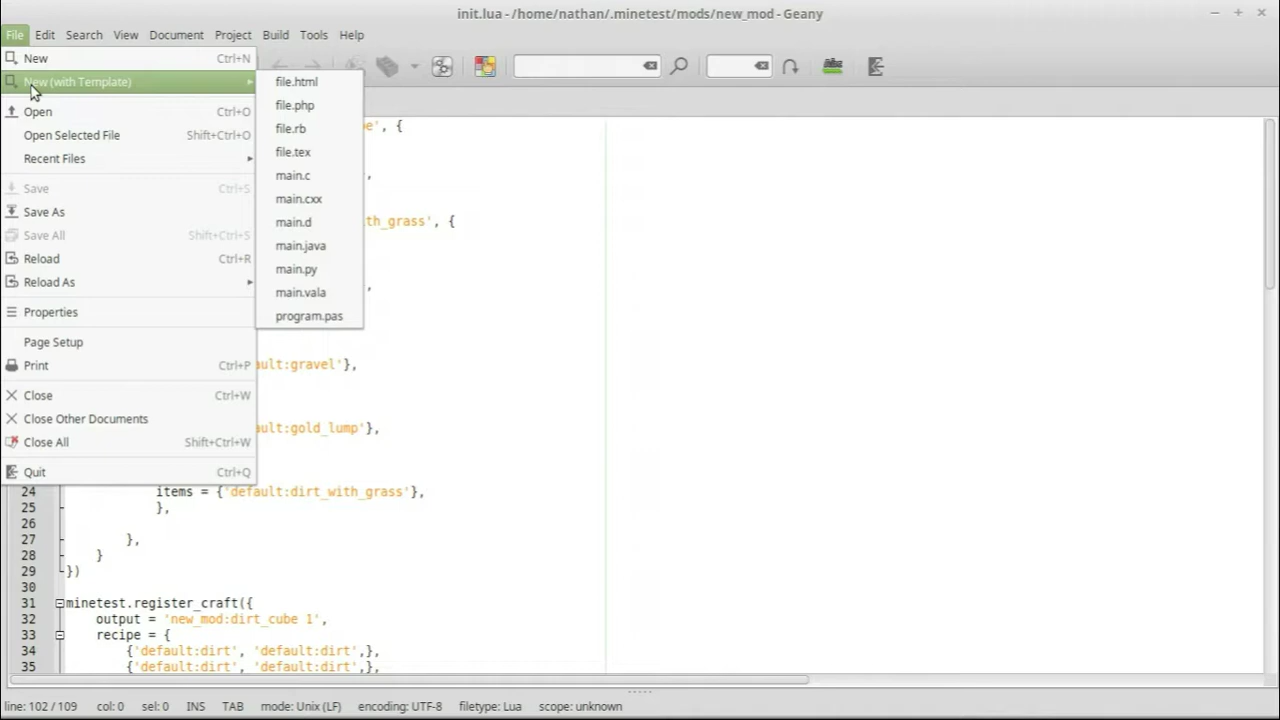 init.lua - /home/nathan/.minetest/mods/new_mod - Geany
File Edit Search View Document Project Build Tools Help
New Ctrl+N
New (with Template)
Open Ctrl+O
Open Selected File Shift+Ctrl+O
Recent Files
Save Ctrl+S
Save As
Save All Shift+Ctrl+S
Reload Ctrl+R
Reload As
Properties
Page Setup
Print Ctrl+P
Close Ctrl+W
Close Other Documents
Close All Shift+Ctrl+W
Quit Ctrl+Q
file.html
file.php
file.rb
file.tex
main.c
main.cxx
main.d
main.java
main.py
main.vala
program.pas
', {
,
th_grass', {
,
ault:gravel'},
ault:gold_lump'},
24 items = {'default:dirt_with_grass'},
25 },
26
27 },
28 }
29 })
30
31 minetest.register_craft({
32 output = 'new_mod:dirt_cube 1',
33 recipe = {
34 {'default:dirt', 'default:dirt',},
35 {'default:dirt', 'default:dirt',},
line: 102 / 109 col: 0 sel: 0 INS TAB mode: Unix (LF) encoding: UTF-8 filetype: Lua scope: unknown